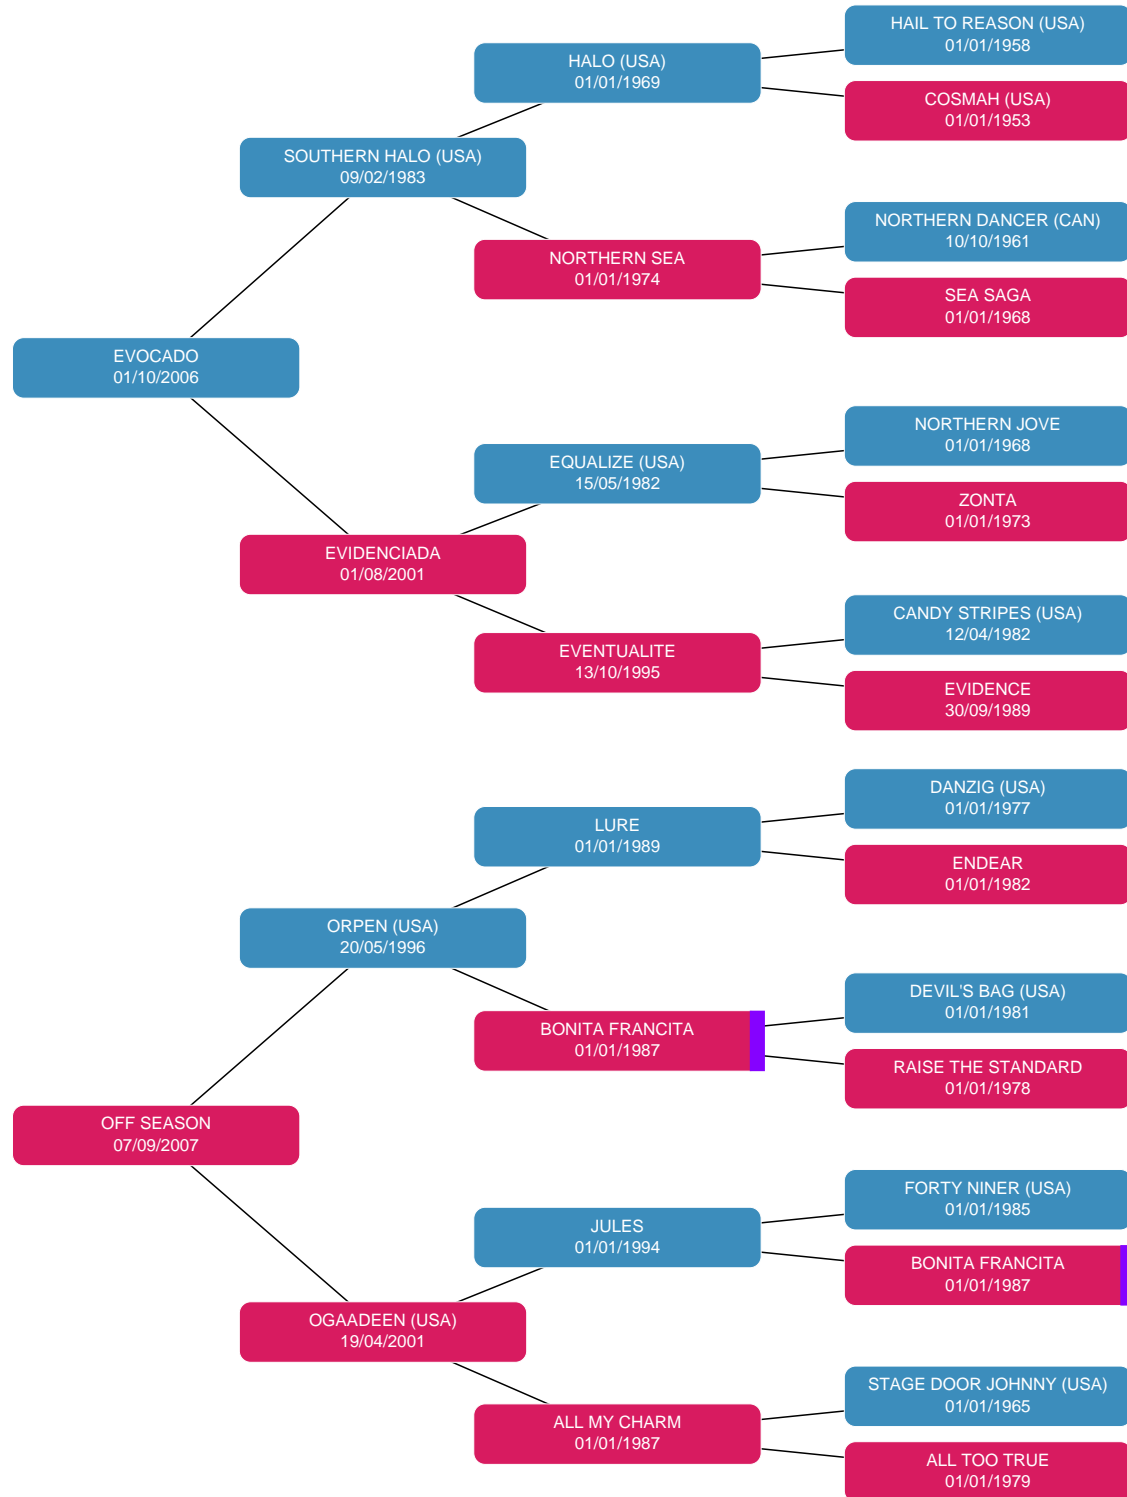 HAIL TO REASON (USA)
01/01/1958
HALO (USA)
01/01/1969
COSMAH (USA)
01/01/1953
SOUTHERN HALO (USA)
09/02/1983
NORTHERN DANCER (CAN)
10/10/1961
NORTHERN SEA
01/01/1974
SEA SAGA
01/01/1968
EVOCADO
01/10/2006
NORTHERN JOVE
01/01/1968
EQUALIZE (USA)
15/05/1982
ZONTA
01/01/1973
EVIDENCIADA
01/08/2001
CANDY STRIPES (USA)
12/04/1982
EVENTUALITE
13/10/1995
EVIDENCE
30/09/1989
DANZIG (USA)
01/01/1977
LURE
01/01/1989
ENDEAR
01/01/1982
ORPEN (USA)
20/05/1996
DEVIL'S BAG (USA)
01/01/1981
BONITA FRANCITA
01/01/1987
RAISE THE STANDARD
01/01/1978
OFF SEASON
07/09/2007
FORTY NINER (USA)
01/01/1985
JULES
01/01/1994
BONITA FRANCITA
01/01/1987
OGAADEEN (USA)
19/04/2001
STAGE DOOR JOHNNY (USA)
01/01/1965
ALL MY CHARM
01/01/1987
ALL TOO TRUE
01/01/1979